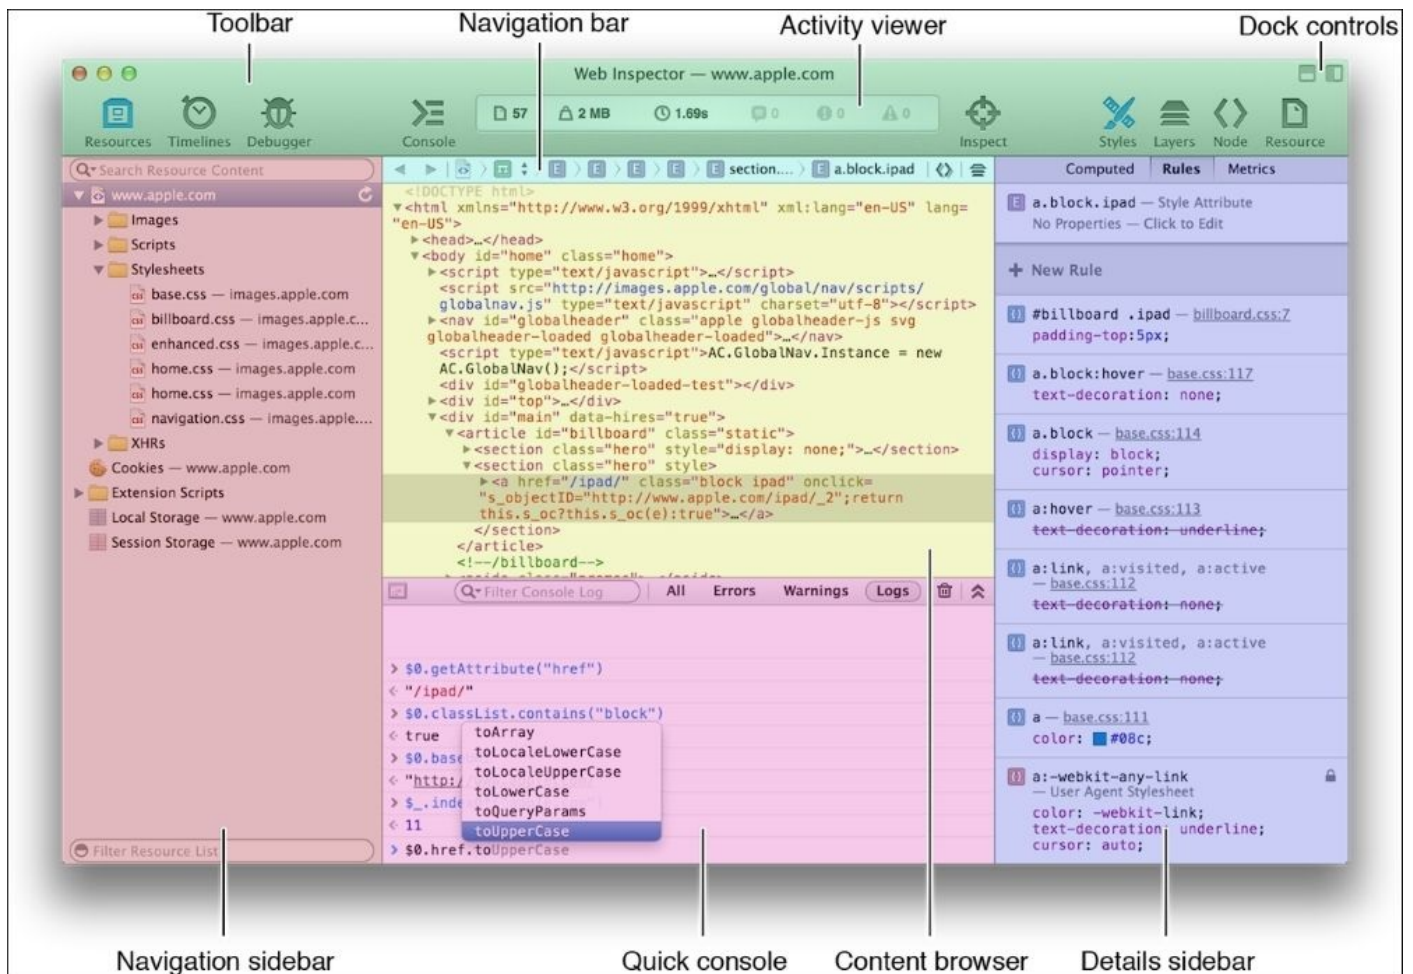 Toolbar
Navigation bar
Activity viewer
Dock controls
Web Inspector — www.apple.com
Resources
Timelines
Debugger
Console
57
2 MB
1.69s
0
0
0
Inspect
Styles
Layers
Node
Resource
Search Resource Content
www.apple.com
Images
Scripts
Stylesheets
base.css — images.apple.com
billboard.css — images.apple.c...
enhanced.css — images.apple.c...
home.css — images.apple.com
home.css — images.apple.com
navigation.css — images.apple....
XHRs
Cookies — www.apple.com
Extension Scripts
Local Storage — www.apple.com
Session Storage — www.apple.com
Filter Resource List
E
E
E
E
E section....
E a.block.ipad
<!DOCTYPE html>
<html xmlns="http://www.w3.org/1999/xhtml" xml:lang="en-US" lang=
"en-US">
<head>…</head>
<body id="home" class="home">
<script type="text/javascript">…</script>
<script src="http://images.apple.com/global/nav/scripts/
globalnav.js" type="text/javascript" charset="utf-8"></script>
<nav id="globalheader" class="apple globalheader-js svg
globalheader-loaded globalheader-loaded">…</nav>
<script type="text/javascript">AC.GlobalNav.Instance = new
AC.GlobalNav();</script>
<div id="globalheader-loaded-test"></div>
<div id="top">…</div>
<div id="main" data-hires="true">
<article id="billboard" class="static">
<section class="hero" style="display: none;">…</section>
<section class="hero" style>
<a href="/ipad/" class="block ipad" onclick=
"s_objectID="http://www.apple.com/ipad/_2";return
this.s_oc?this.s_oc(e):true">…</a>
</section>
</article>
<!--/billboard-->
Filter Console Log
All
Errors
Warnings
Logs
> $0.getAttribute("href")
< "/ipad/"
> $0.classList.contains("block")
< true
> $0.base
< "http:/
> $_.inde
< 11
> $0.href.toUpperCase
toArray
toLocaleLowerCase
toLocaleUpperCase
toLowerCase
toQueryParams
toUpperCase
Computed
Rules
Metrics
E a.block.ipad — Style Attribute
No Properties — Click to Edit
+ New Rule
{} #billboard .ipad — billboard.css:7
padding-top:5px;
{} a.block:hover — base.css:117
text-decoration: none;
{} a.block — base.css:114
display: block;
cursor: pointer;
{} a:hover — base.css:113
text-decoration: underline;
{} a:link, a:visited, a:active
— base.css:112
text-decoration: none;
{} a:link, a:visited, a:active
— base.css:112
text-decoration: none;
{} a — base.css:111
color: #08c;
{} a:-webkit-any-link
— User Agent Stylesheet
color: -webkit-link;
text-decoration: underline;
cursor: auto;
Navigation sidebar
Quick console
Content browser
Details sidebar